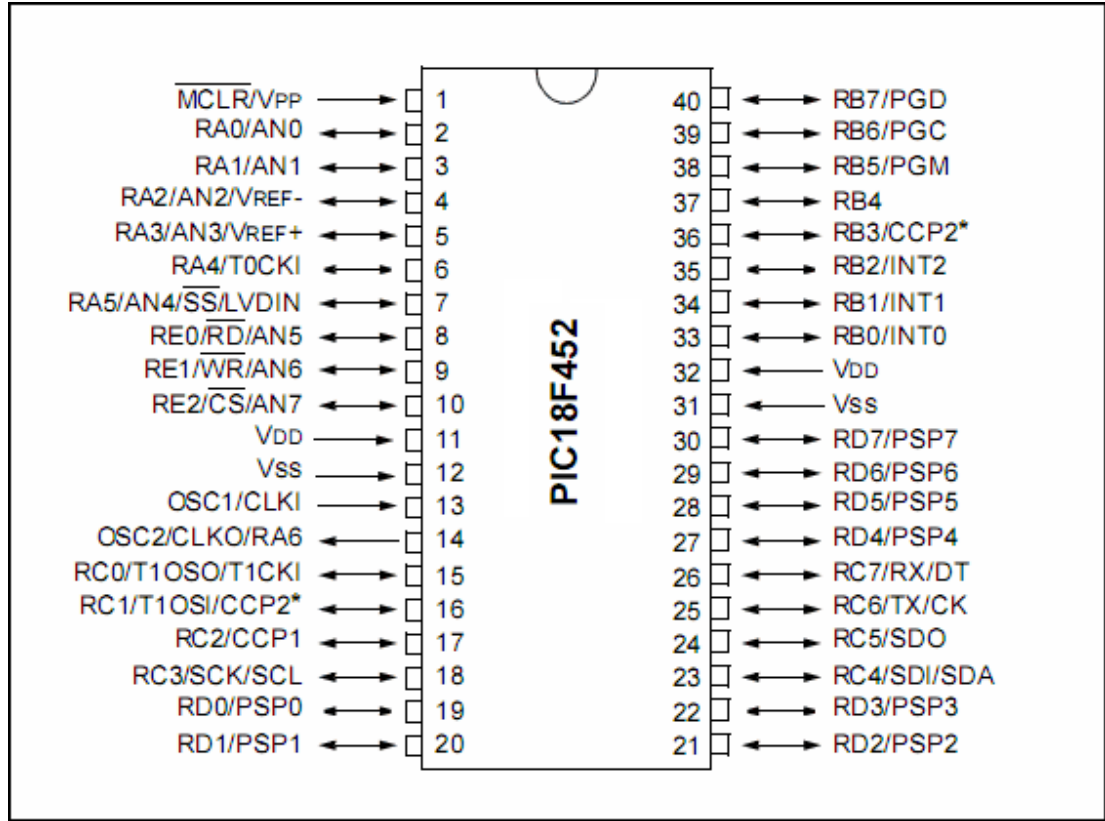 MCLR/VPP 1
RA0/AN0 2
RA1/AN1 3
RA2/AN2/VREF- 4
RA3/AN3/VREF+ 5
RA4/T0CKI 6
RA5/AN4/SS/LVDIN 7
RE0/RD/AN5 8
RE1/WR/AN6 9
RE2/CS/AN7 10
VDD 11
VSS 12
OSC1/CLKI 13
OSC2/CLKO/RA6 14
RC0/T1OSO/T1CKI 15
RC1/T1OSI/CCP2* 16
RC2/CCP1 17
RC3/SCK/SCL 18
RD0/PSP0 19
RD1/PSP1 20
PIC18F452
40 RB7/PGD
39 RB6/PGC
38 RB5/PGM
37 RB4
36 RB3/CCP2*
35 RB2/INT2
34 RB1/INT1
33 RB0/INT0
32 VDD
31 VSS
30 RD7/PSP7
29 RD6/PSP6
28 RD5/PSP5
27 RD4/PSP4
26 RC7/RX/DT
25 RC6/TX/CK
24 RC5/SDO
23 RC4/SDI/SDA
22 RD3/PSP3
21 RD2/PSP2